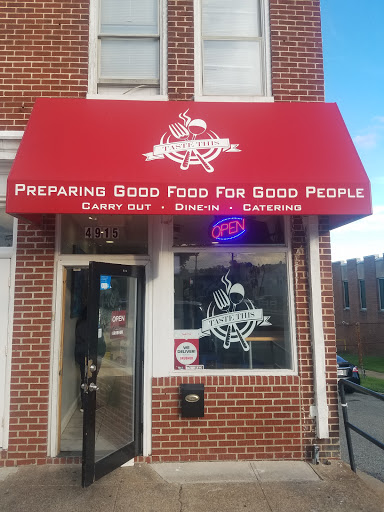 TASTE THIS
PREPARING GOOD FOOD FOR GOOD PEOPLE
CARRY OUT · DINE-IN · CATERING
4915
OPEN
OPEN
TASTE THIS
WE
DELIVER!